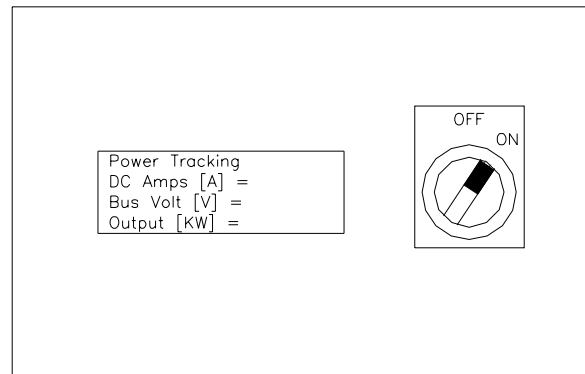 Power Tracking
DC Amps [A] =
Bus Volt [V] =
Output [KW] =
OFF
ON